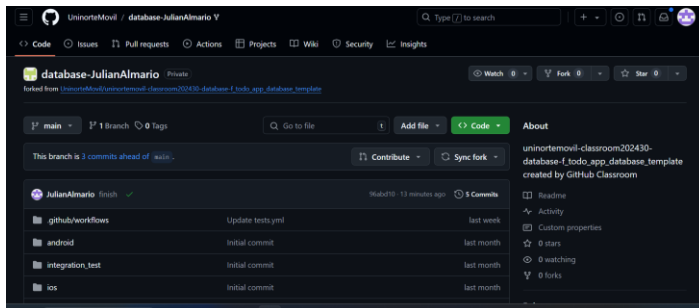 UninorteMovil / database-JulianAlmario
Type / to search
Code Issues Pull requests Actions Projects Wiki Security Insights
database-JulianAlmario Private
Watch 0 Fork 0 Star 0
forked from UninorteMovil/uninortemovil-classroom202430-database-f_todo_app_database_template
main 1 Branch 0 Tags Go to file Add file Code
This branch is 3 commits ahead of main. Contribute Sync fork
JulianAlmario finish 96abd10 · 13 minutes ago 5 Commits
.github/workflows Update tests.yml last week
android Initial commit last month
integration_test Initial commit last month
ios Initial commit last month
About
uninortemovil-classroom202430-
database-f_todo_app_database_template
created by GitHub Classroom
Readme
Activity
Custom properties
0 stars
0 watching
0 forks